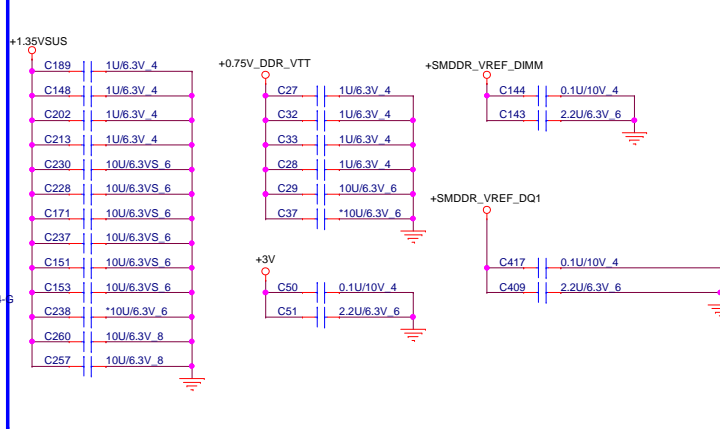 +1.35VSUS
C189 1U/6.3V_4
C148 1U/6.3V_4
C202 1U/6.3V_4
C213 1U/6.3V_4
C230 10U/6.3VS_6
C228 10U/6.3VS_6
C171 10U/6.3VS_6
C237 10U/6.3VS_6
C151 10U/6.3VS_6
C153 10U/6.3VS_6
C238 *10U/6.3V_6
C260 10U/6.3V_8
C257 10U/6.3V_8
+0.75V_DDR_VTT
C27 1U/6.3V_4
C32 1U/6.3V_4
C33 1U/6.3V_4
C28 1U/6.3V_4
C29 10U/6.3V_6
C37 *10U/6.3V_6
+3V
C50 0.1U/10V_4
C51 2.2U/6.3V_6
+SMDDR_VREF_DIMM
C144 0.1U/10V_4
C143 2.2U/6.3V_6
+SMDDR_VREF_DQ1
C417 0.1U/10V_4
C409 2.2U/6.3V_6